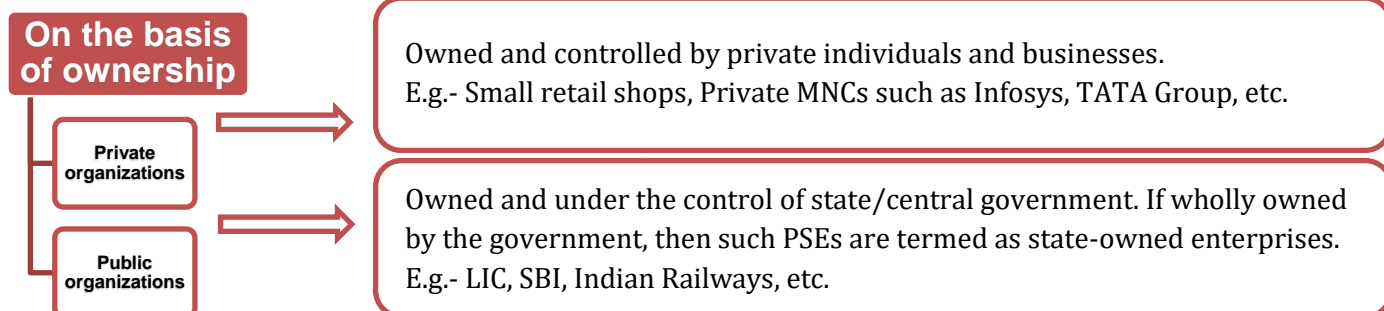 On the basis
of ownership
Owned and controlled by private individuals and businesses.
E.g.- Small retail shops, Private MNCs such as Infosys, TATA Group, etc.
Private
organizations
Owned and under the control of state/central government. If wholly owned
by the government, then such PSEs are termed as state-owned enterprises.
E.g.- LIC, SBI, Indian Railways, etc.
Public
organizations